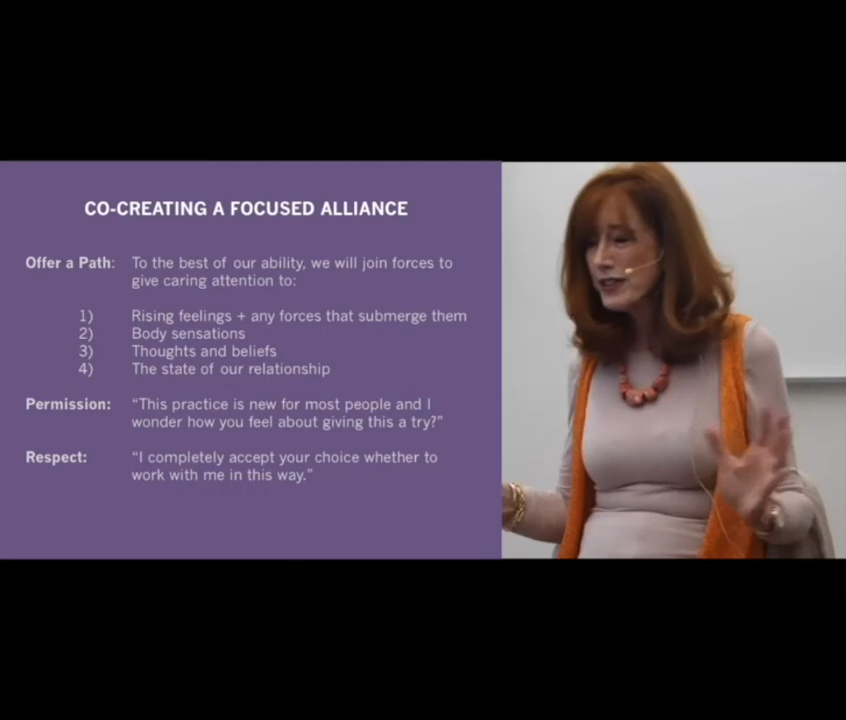 CO-CREATING A FOCUSED ALLIANCE
Offer a Path: To the best of our ability, we will join forces to
give caring attention to:
1) Rising feelings + any forces that submerge them
2) Body sensations
3) Thoughts and beliefs
4) The state of our relationship
Permission: “This practice is new for most people and I
wonder how you feel about giving this a try?”
Respect: “I completely accept your choice whether to
work with me in this way.”